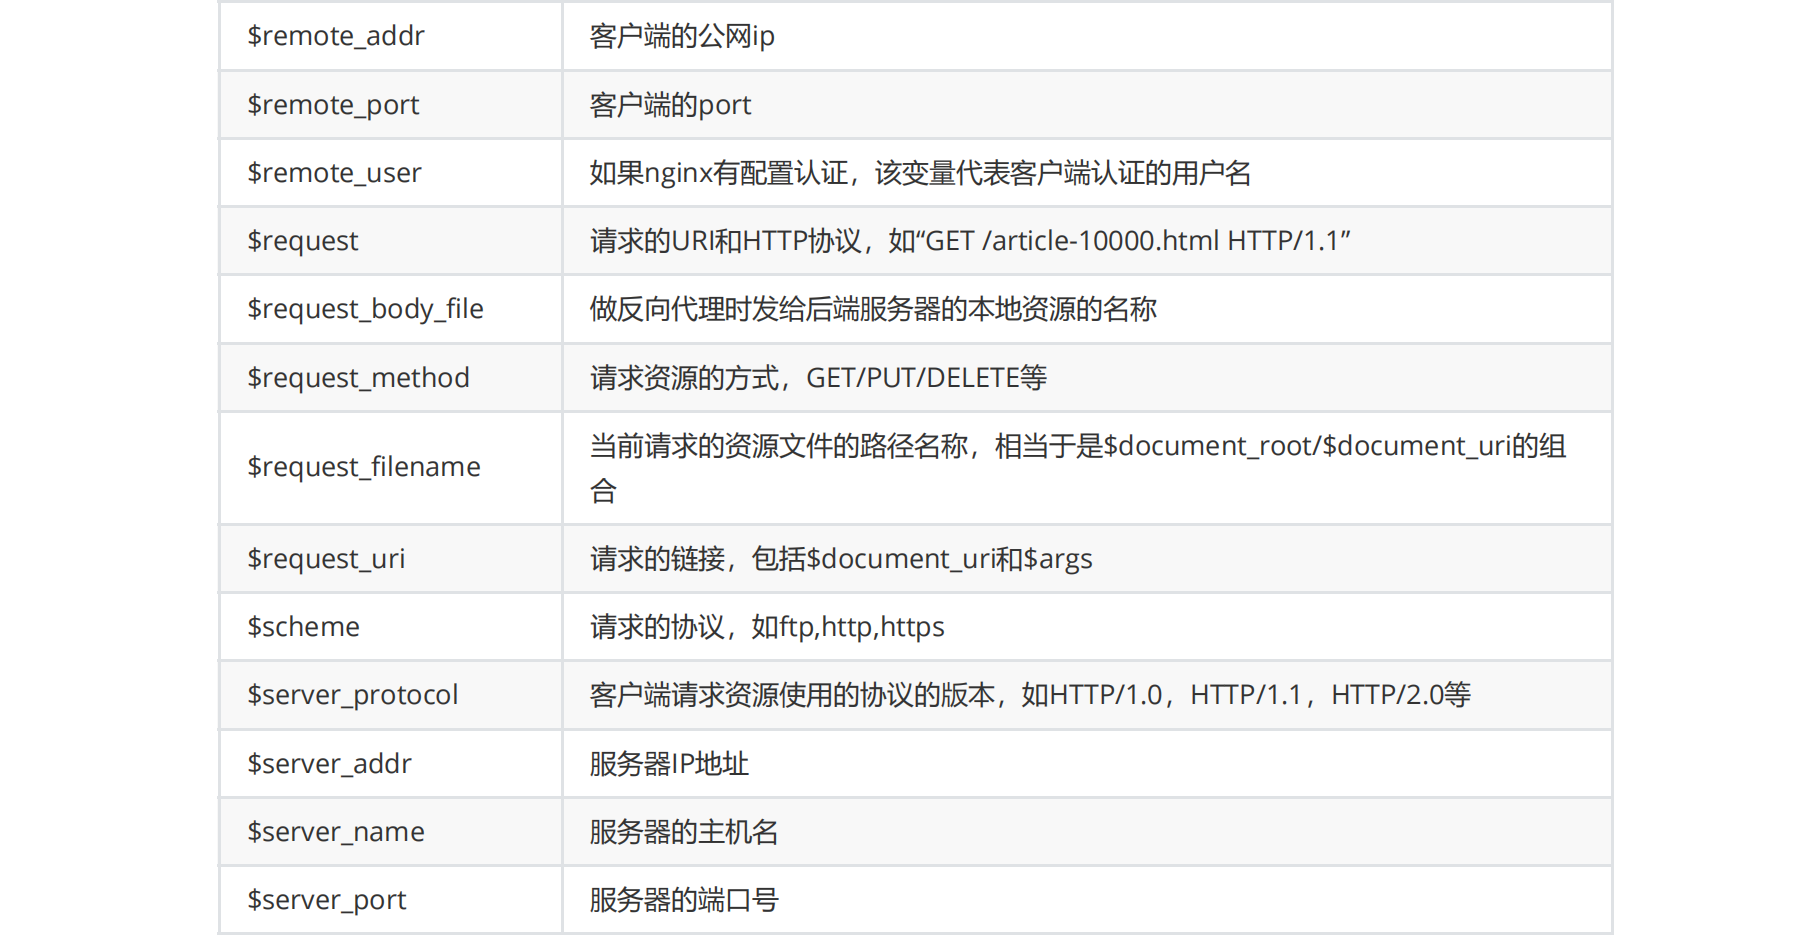 $remote_addr 客户端的公网ip
$remote_port 客户端的port
$remote_user 如果nginx有配置认证，该变量代表客户端认证的用户名
$request 请求的URI和HTTP协议，如“GET /article-10000.html HTTP/1.1”
$request_body_file 做反向代理时发给后端服务器的本地资源的名称
$request_method 请求资源的方式，GET/PUT/DELETE等
$request_filename 当前请求的资源文件的路径名称，相当于是$document_root/$document_uri的组
合
$request_uri 请求的链接，包括$document_uri和$args
$scheme 请求的协议，如ftp,http,https
$server_protocol 客户端请求资源使用的协议的版本，如HTTP/1.0，HTTP/1.1，HTTP/2.0等
$server_addr 服务器IP地址
$server_name 服务器的主机名
$server_port 服务器的端口号